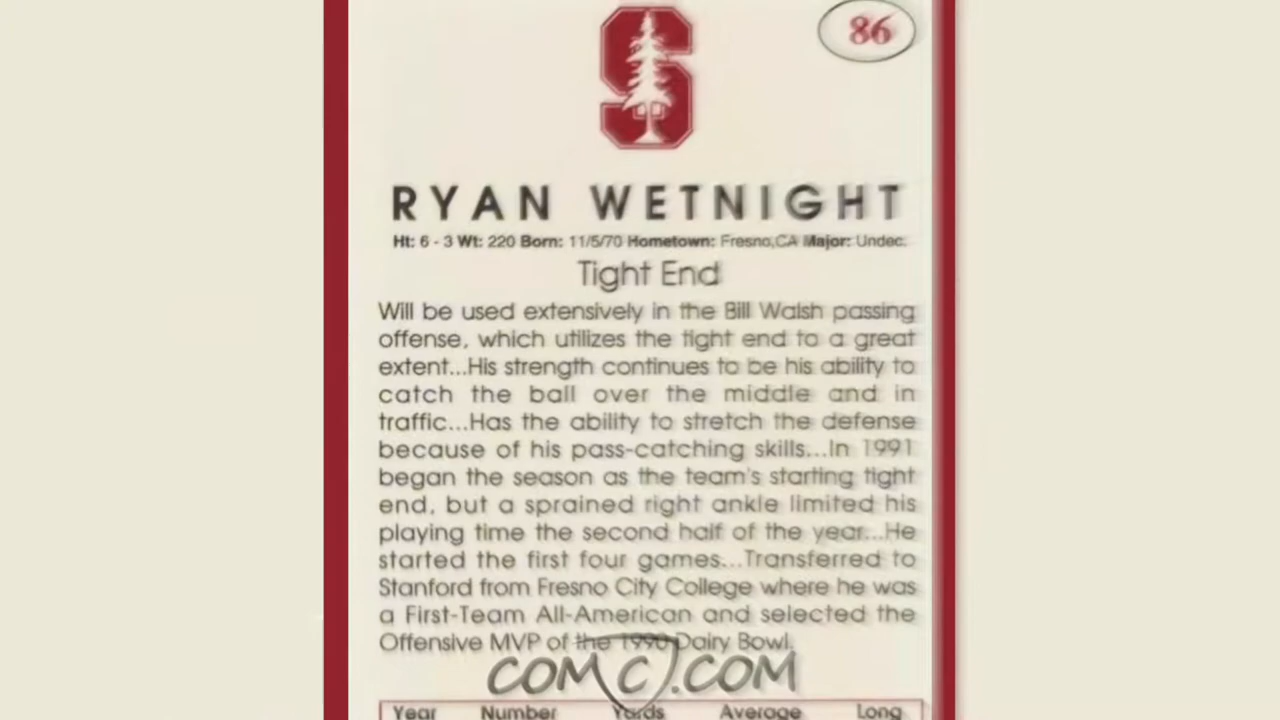 86
RYAN WETNIGHT
Ht: 6 - 3 Wt: 220 Born: 11/5/70 Hometown: Fresno,CA Major: Undec.
Tight End
Will be used extensively in the Bill Walsh passing
offense, which utilizes the tight end to a great
extent...His strength continues to be his ability to
catch the ball over the middle and in
traffic...Has the ability to stretch the defense
because of his pass-catching skills...In 1991
began the season as the team's starting tight
end, but a sprained right ankle limited his
playing time the second half of the year...He
started the first four games...Transferred to
Stanford from Fresno City College where he was
a First-Team All-American and selected the
Offensive MVP of the 1990 Dairy Bowl.
COMC.COM
Year Number Yards Average Long